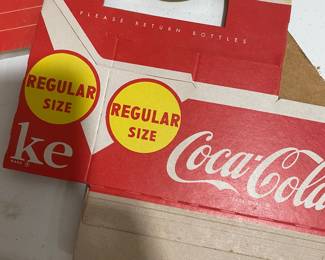 PLEASE RETURN BOTTLES
REGULAR
SIZE
REGULAR
SIZE
ke
Coca-Cola